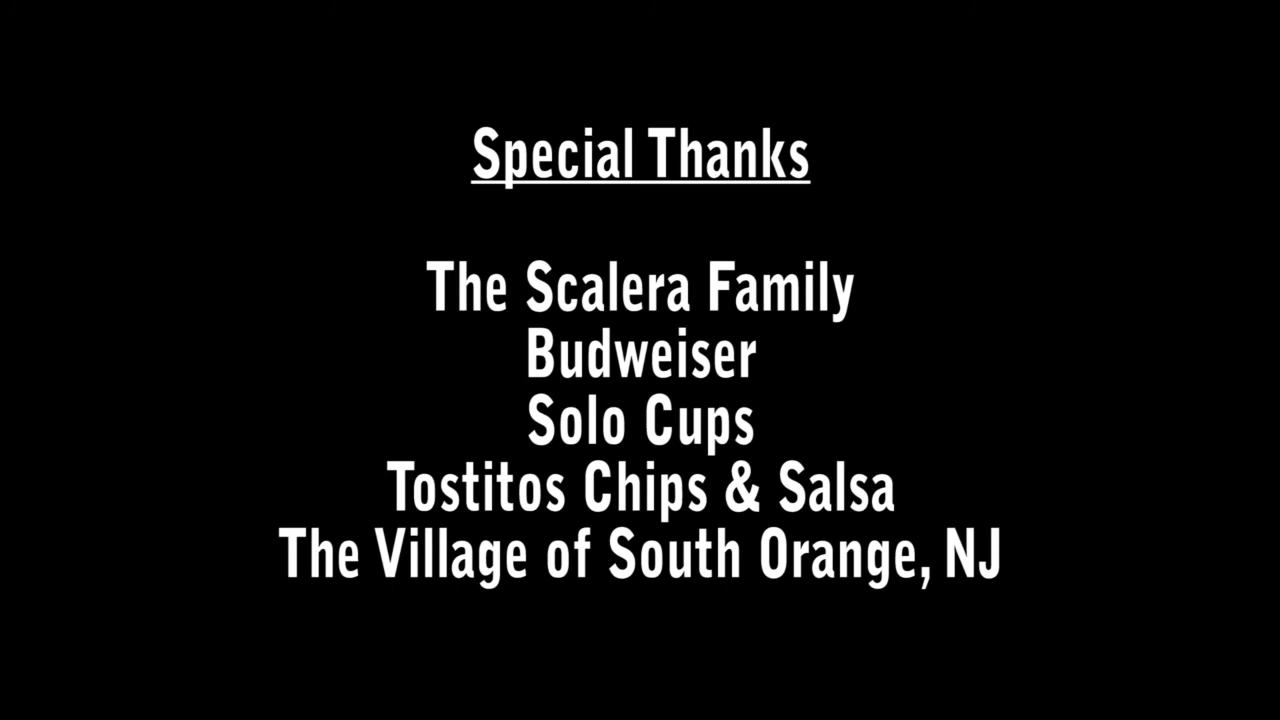 Special Thanks
The Scalera Family
Budweiser
Solo Cups
Tostitos Chips & Salsa
The Village of South Orange, NJ